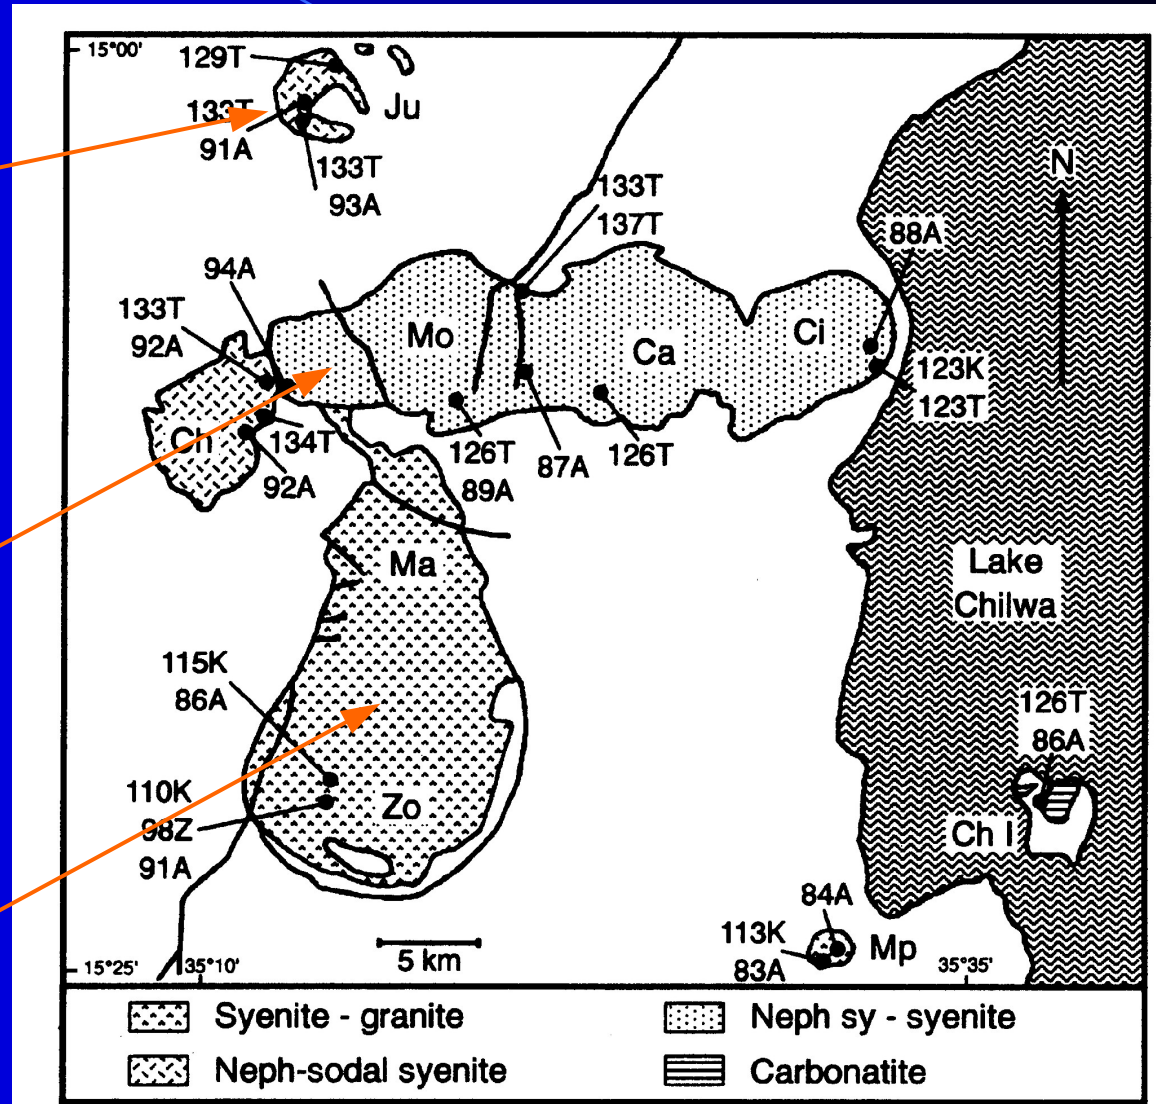 15°00'
129T
Ju
133T
91A
133T
93A
N
133T
137T
88A
94A
133T
92A
Mo
Ca
Ci
123K
123T
Ch
134T
92A
126T
89A
87A
126T
Ma
Lake
Chilwa
115K
86A
126T
86A
110K
98Z
91A
Zo
Ch I
84A
113K
83A
Mp
5 km
15°25'
35°10'
35°35'
Syenite - granite
Neph sy - syenite
Neph-sodal syenite
Carbonatite